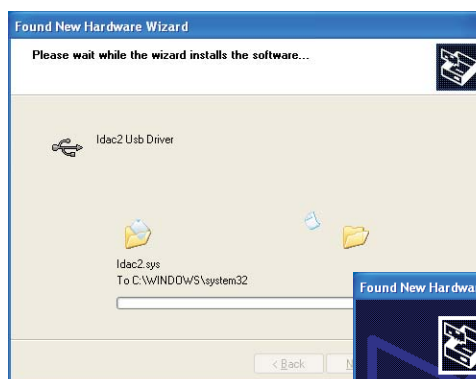 Found New Hardware Wizard
Please wait while the wizard installs the software...
Idac2 Usb Driver
Idac2.sys
To C:\WINDOWS\system32
< Back
Found New